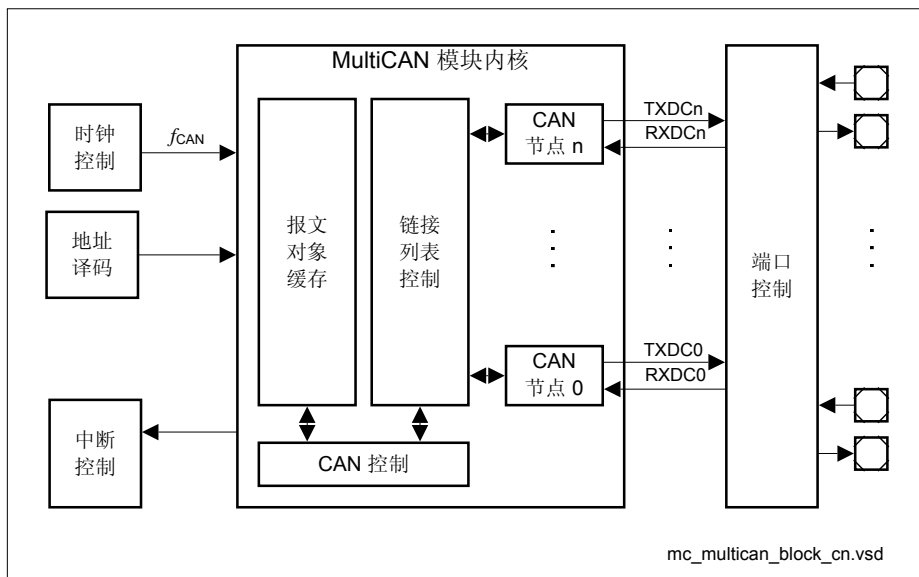 MultiCAN 模块内核
时钟
控制
fCAN
地址
译码
中断
控制
报文
对象
缓存
链接
列表
控制
CAN
节点 n
CAN
节点 0
CAN 控制
TXDCn
RXDCn
TXDC0
RXDC0
端口
控制
mc_multican_block_cn.vsd